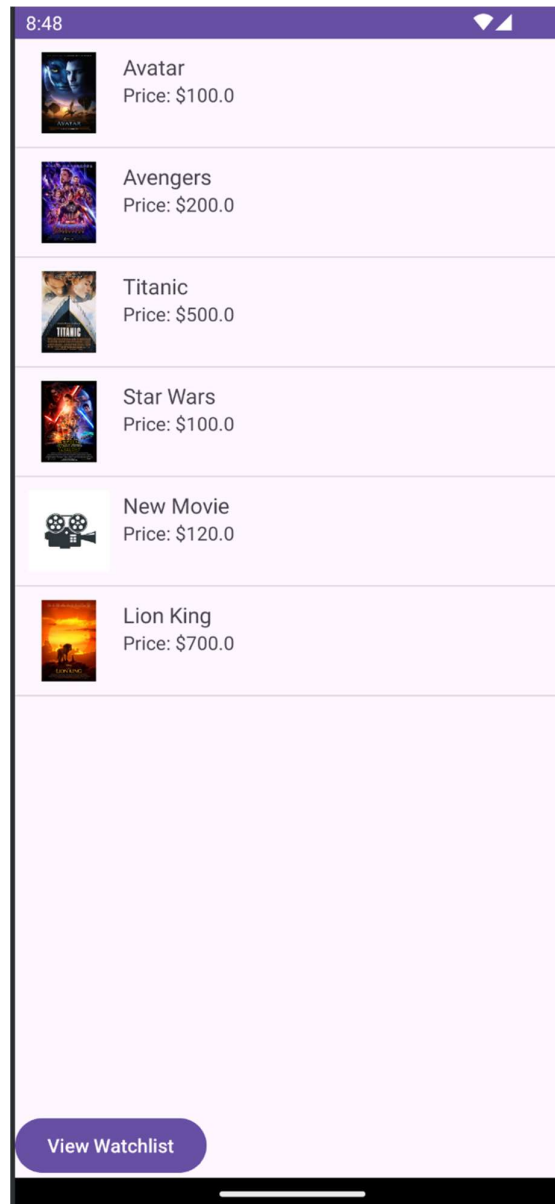 8:48
Avatar
Price: $100.0
Avengers
Price: $200.0
TITANIC
Titanic
Price: $500.0
Star Wars
Price: $100.0
New Movie
Price: $120.0
Lion King
Price: $700.0
View Watchlist